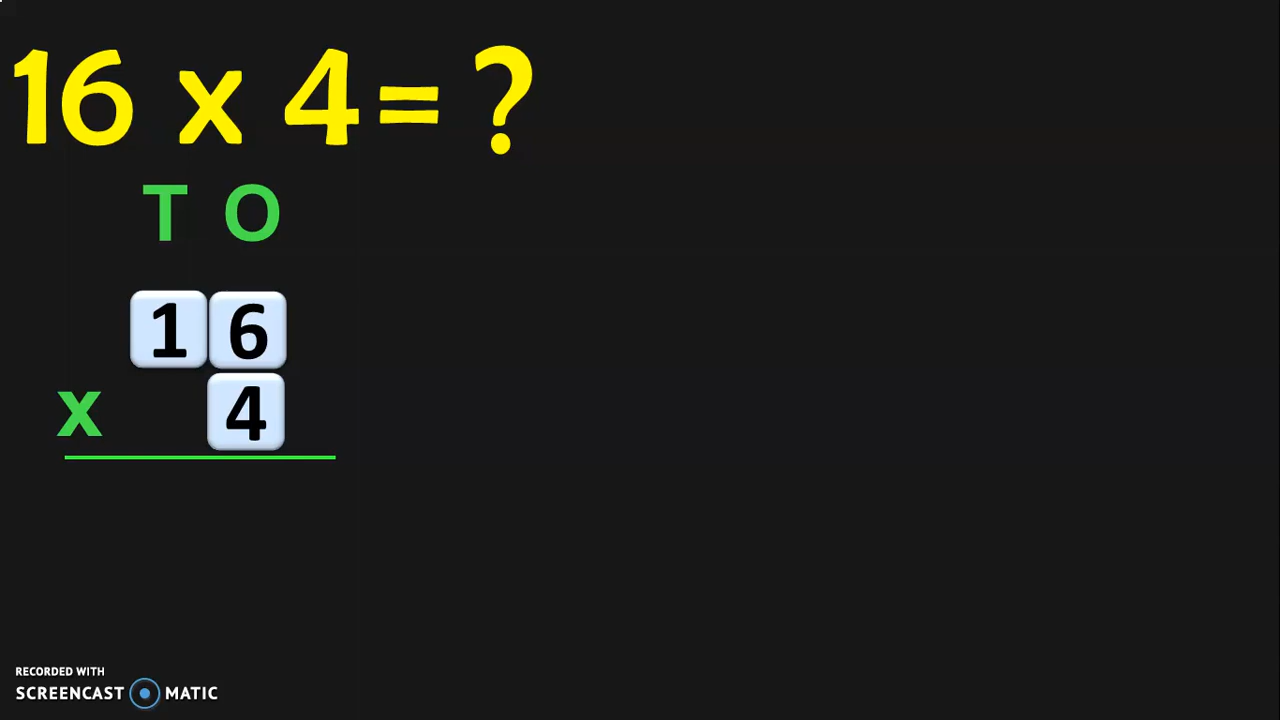 16 x 4 = ?
T O
1 6
x 4
RECORDED WITH
SCREENCAST MATIC